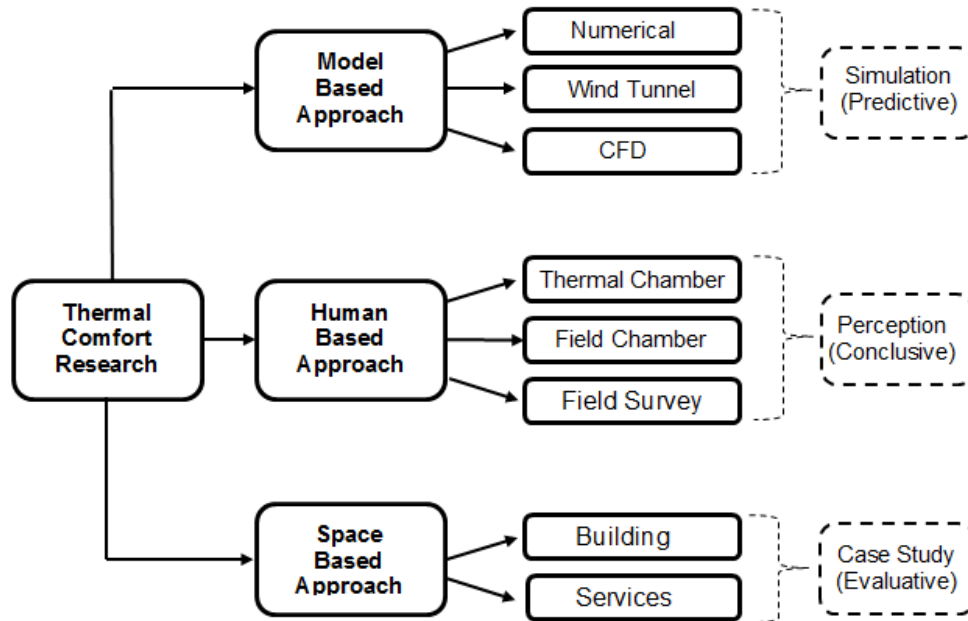 Thermal
Comfort
Research
Model
Based
Approach
Numerical
Wind Tunnel
CFD
Simulation
(Predictive)
Human
Based
Approach
Thermal Chamber
Field Chamber
Field Survey
Perception
(Conclusive)
Space
Based
Approach
Building
Services
Case Study
(Evaluative)